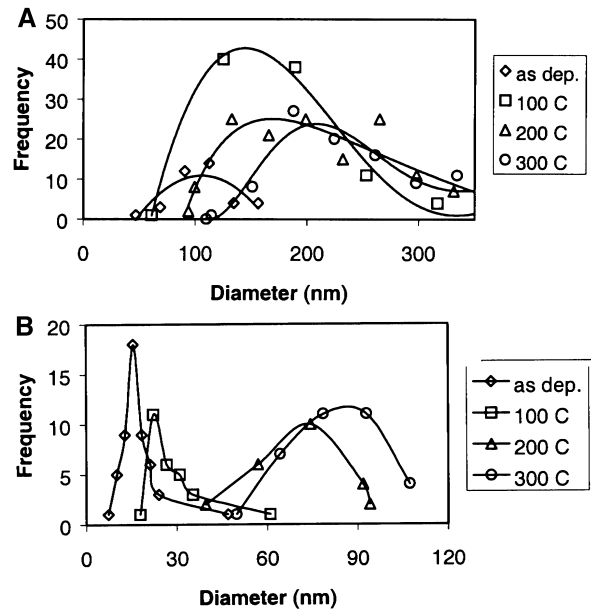 A
50
40
30
20
10
0
Frequency
0 100 200 300
Diameter (nm)
as dep.
100 C
200 C
300 C
B
20
15
10
5
0
Frequency
0 30 60 90 120
Diameter (nm)
as dep.
100 C
200 C
300 C